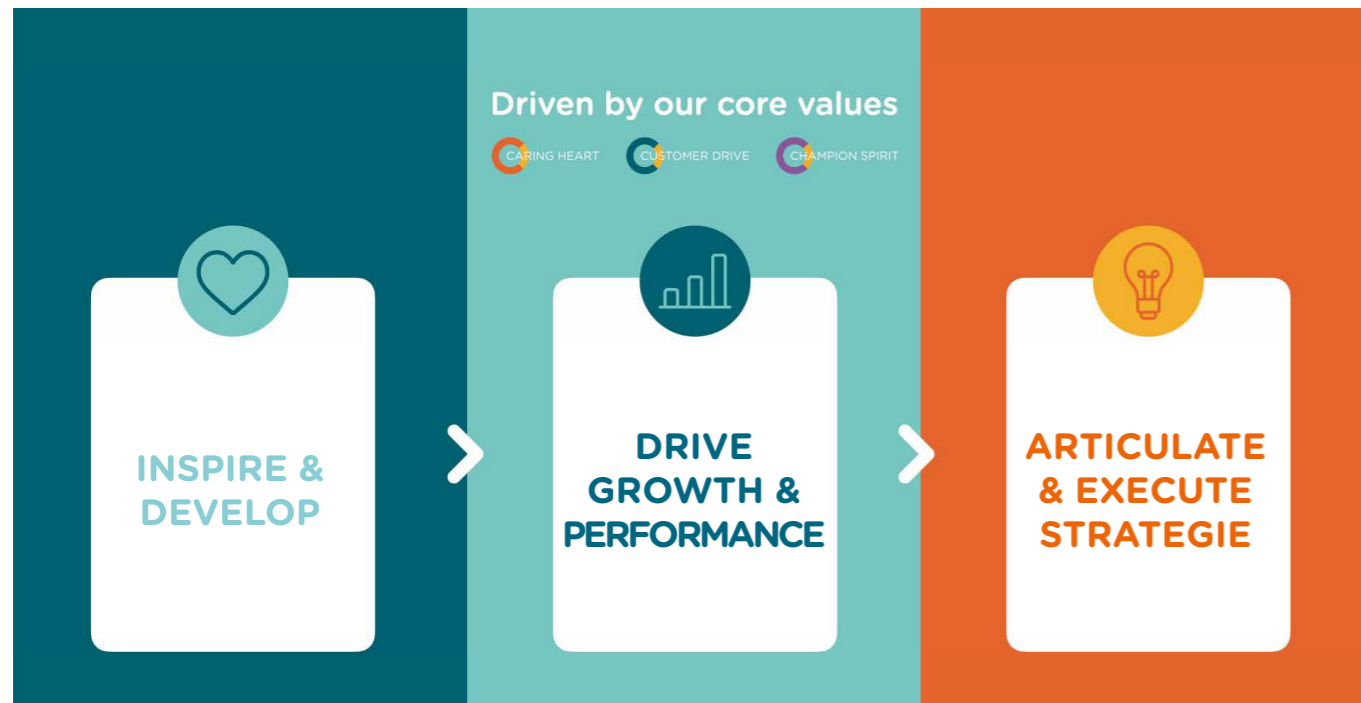 Driven by our core values
CARING HEART CUSTOMER DRIVE CHAMPION SPIRIT
INSPIRE &
DEVELOP
DRIVE
GROWTH &
PERFORMANCE
ARTICULATE
& EXECUTE
STRATEGIE